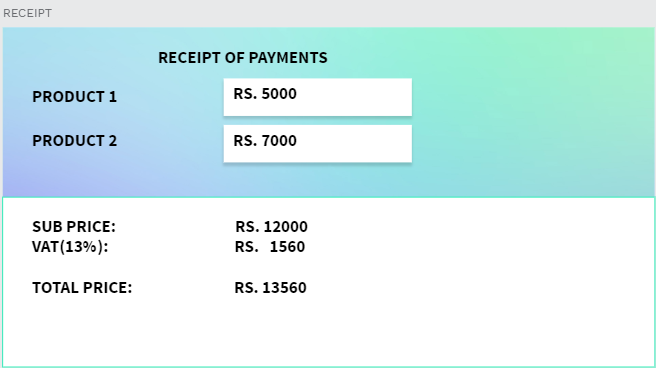 RECEIPT
RECEIPT OF PAYMENTS
PRODUCT 1 RS. 5000
PRODUCT 2 RS. 7000
SUB PRICE: RS. 12000
VAT(13%): RS. 1560
TOTAL PRICE: RS. 13560